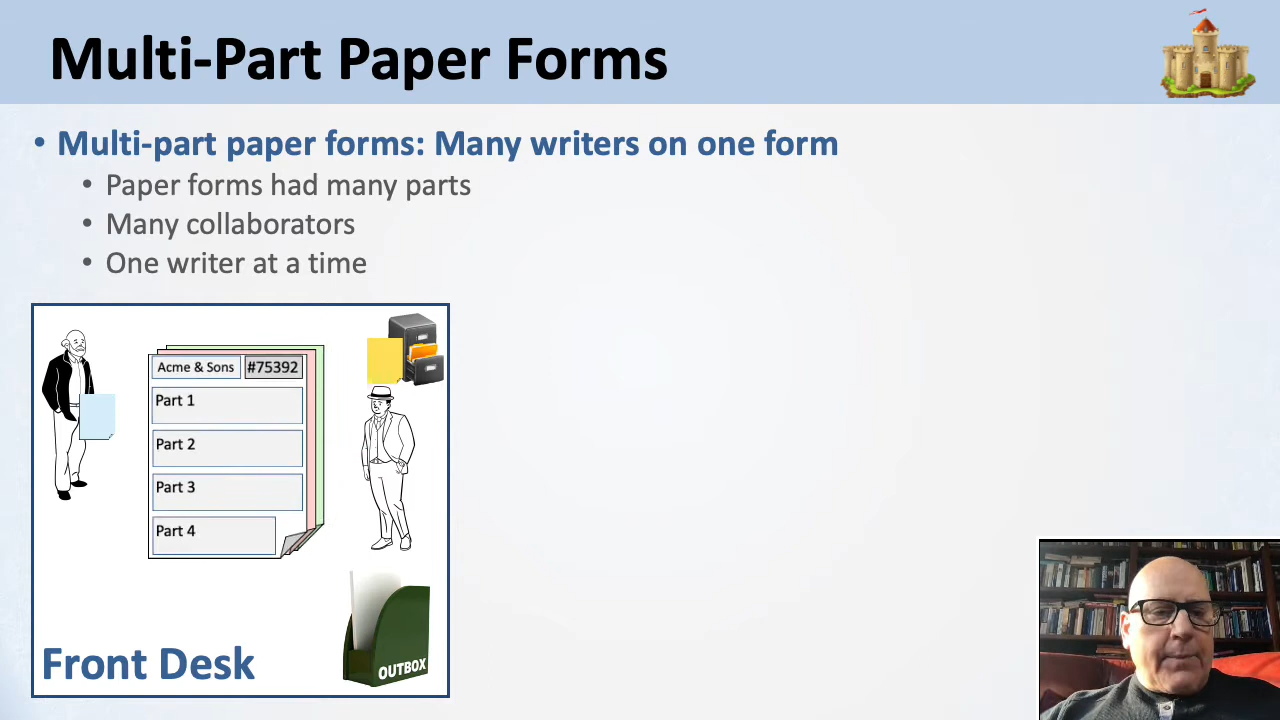 Multi-Part Paper Forms
• Multi-part paper forms: Many writers on one form
• Paper forms had many parts
• Many collaborators
• One writer at a time
Acme & Sons #75392
Part 1
Part 2
Part 3
Part 4
OUTBOX
Front Desk